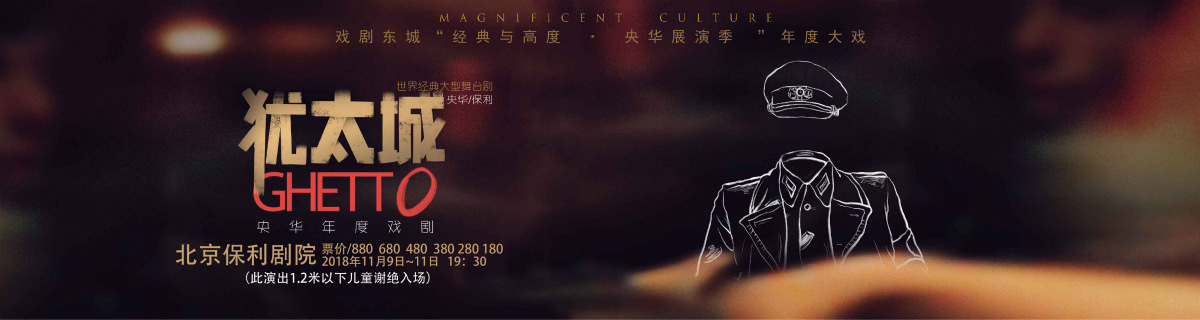 MAGNIFICENT CULTURE
戏剧东城“经典与高度 · 央华展演季 ”年度大戏
世界经典大型舞台剧
央华/保利
犹太城
GHETTO
央华年度戏剧
北京保利剧院 票价/880 680 480 380 280 180
2018年11月9日~11日 19：30
（此演出1.2米以下儿童谢绝入场）